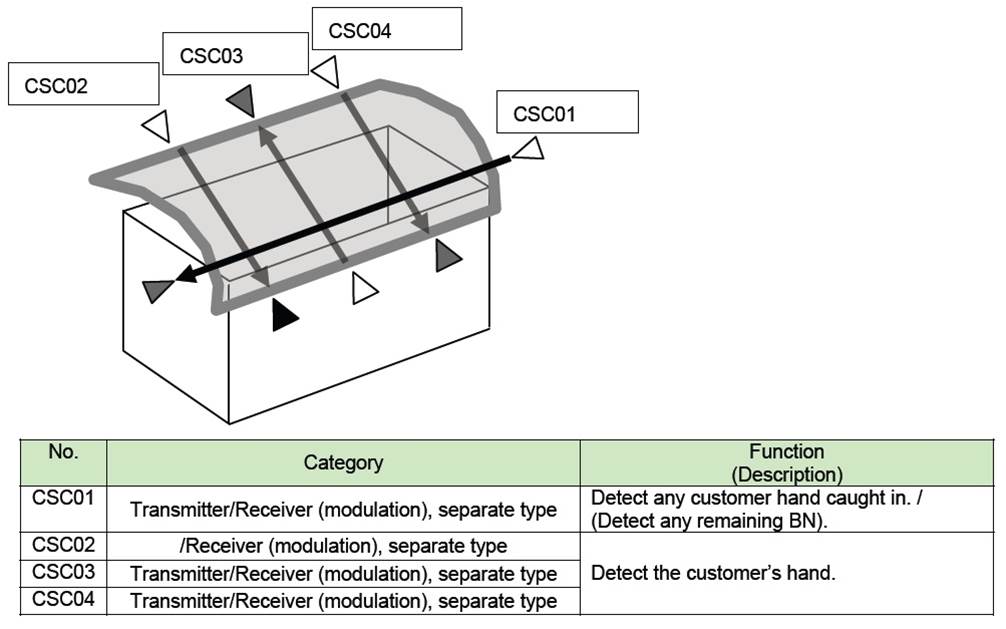 CSC04
CSC03
CSC02
CSC01
No.
Category
Function
(Description)
CSC01
Transmitter/Receiver (modulation), separate type
Detect any customer hand caught in. /
(Detect any remaining BN).
CSC02
/Receiver (modulation), separate type
CSC03
Transmitter/Receiver (modulation), separate type
Detect the customer’s hand.
CSC04
Transmitter/Receiver (modulation), separate type